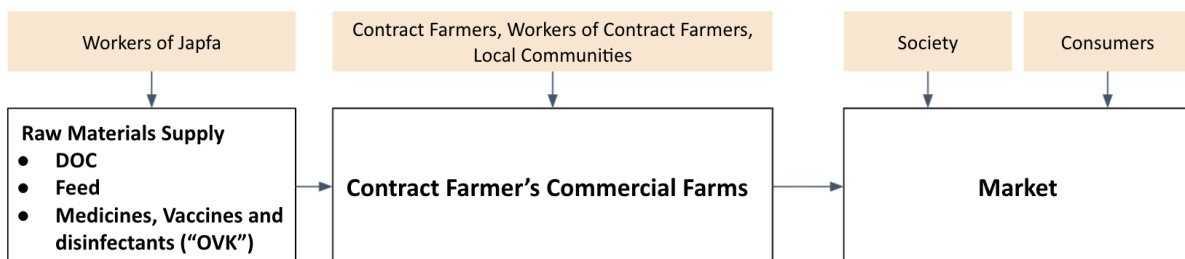 Workers of Japfa
Contract Farmers, Workers of Contract Farmers,
Local Communities
Society
Consumers
Raw Materials Supply
● DOC
● Feed
● Medicines, Vaccines and
disinfectants (“OVK”)
Contract Farmer’s Commercial Farms
Market